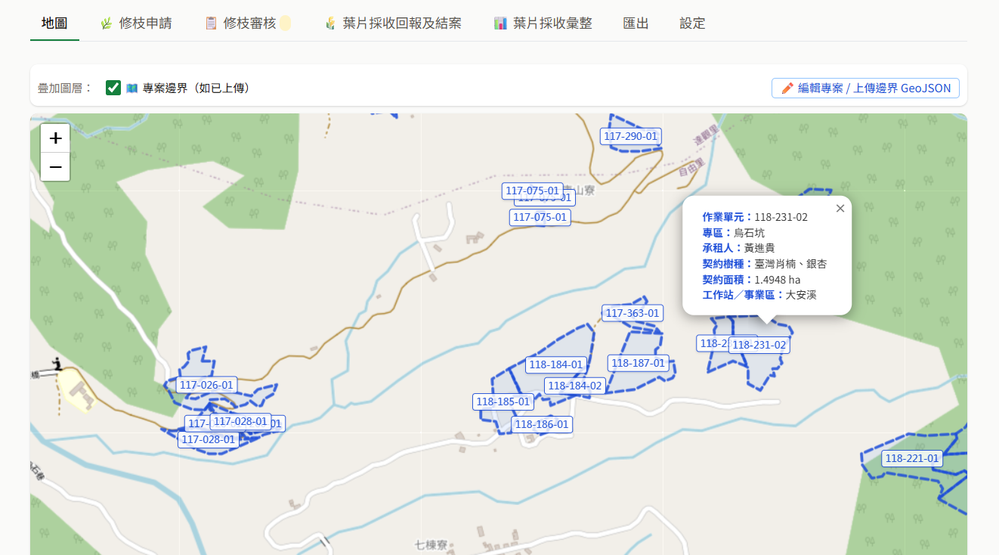 地圖
修枝申請
修枝審核
葉片採收回報及結案
葉片採收彙整
匯出
設定
疊加圖層：
專案邊界（如已上傳）
編輯專案 / 上傳邊界 GeoJSON
+
−
117-290-01
達觀里
自由里
117-075-01
山寮
117-075-01
×
作業單元：118-231-02
專區：烏石坑
承租人：黃進貴
契約樹種：臺灣肖楠、銀杏
契約面積：1.4948 ha
工作站／事業區：大安溪
117-363-01
118-2
118-231-02
118-184-01
118-187-01
橋
117-026-01
118-184-02
118-185-01
117-
117-028-01
01
118-186-01
117-028-01
118-221-01
七棟寮